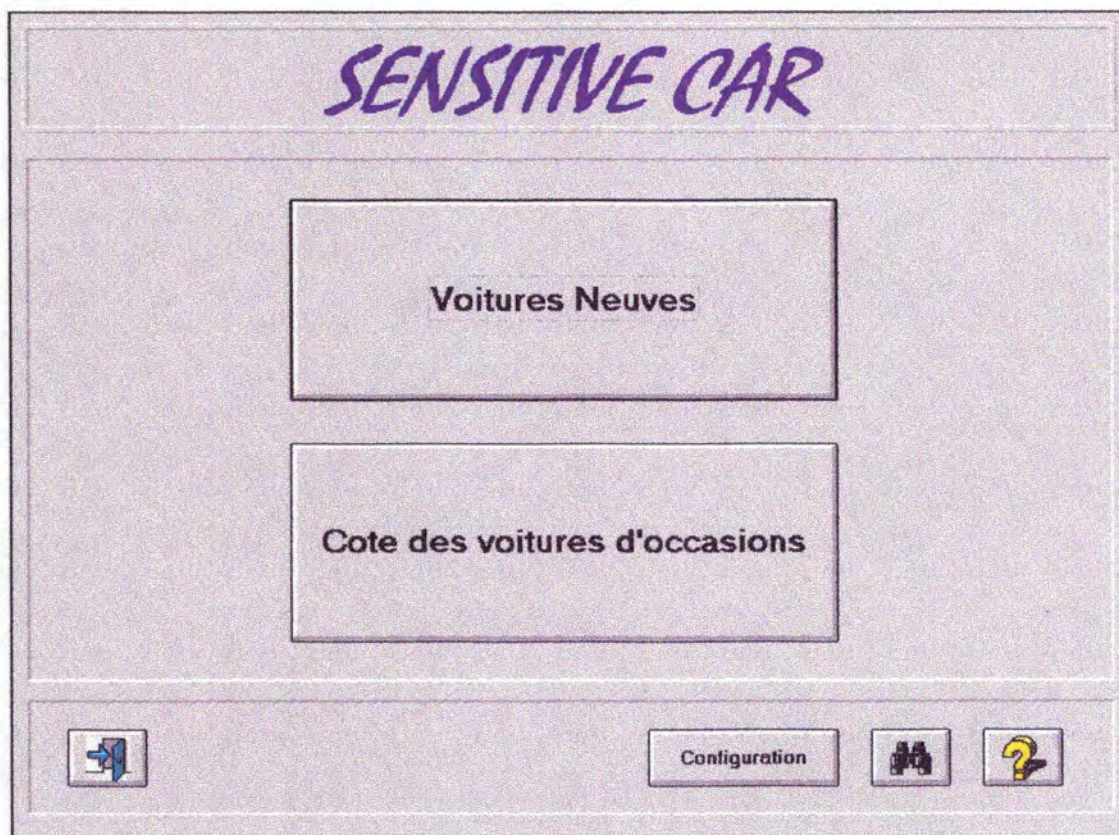 SENSITIVE CAR
Voitures Neuves
Cote des voitures d'occasions
Configuration